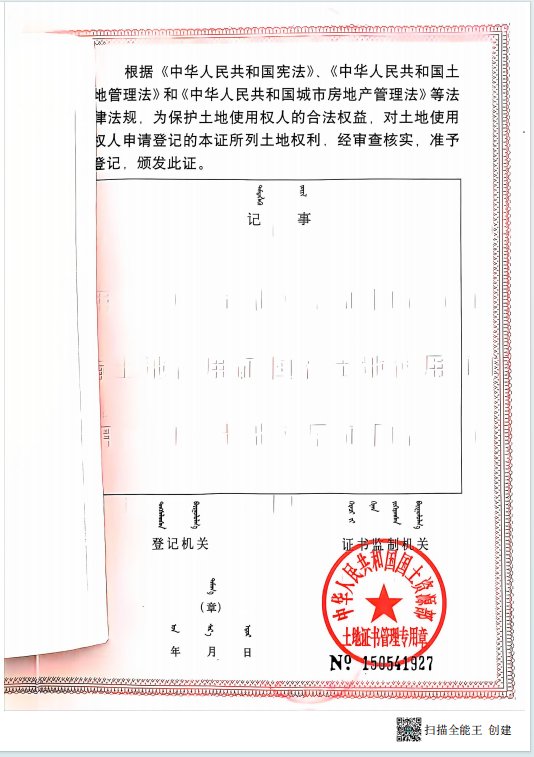 根据《中华人民共和国宪法》、《中华人民共和国土
地管理法》和《中华人民共和国城市房地产管理法》等法
律法规，为保护土地使用权人的合法权益，对土地使用
权人申请登记的本证所列土地权利，经审查核实，准予
登记，颁发此证。
记 事
登记机关
证书监制机关
中华人民共和国国土资源部
土地证书管理专用章
（章）
年 月 日
Nº 150541927
扫描全能王 创建